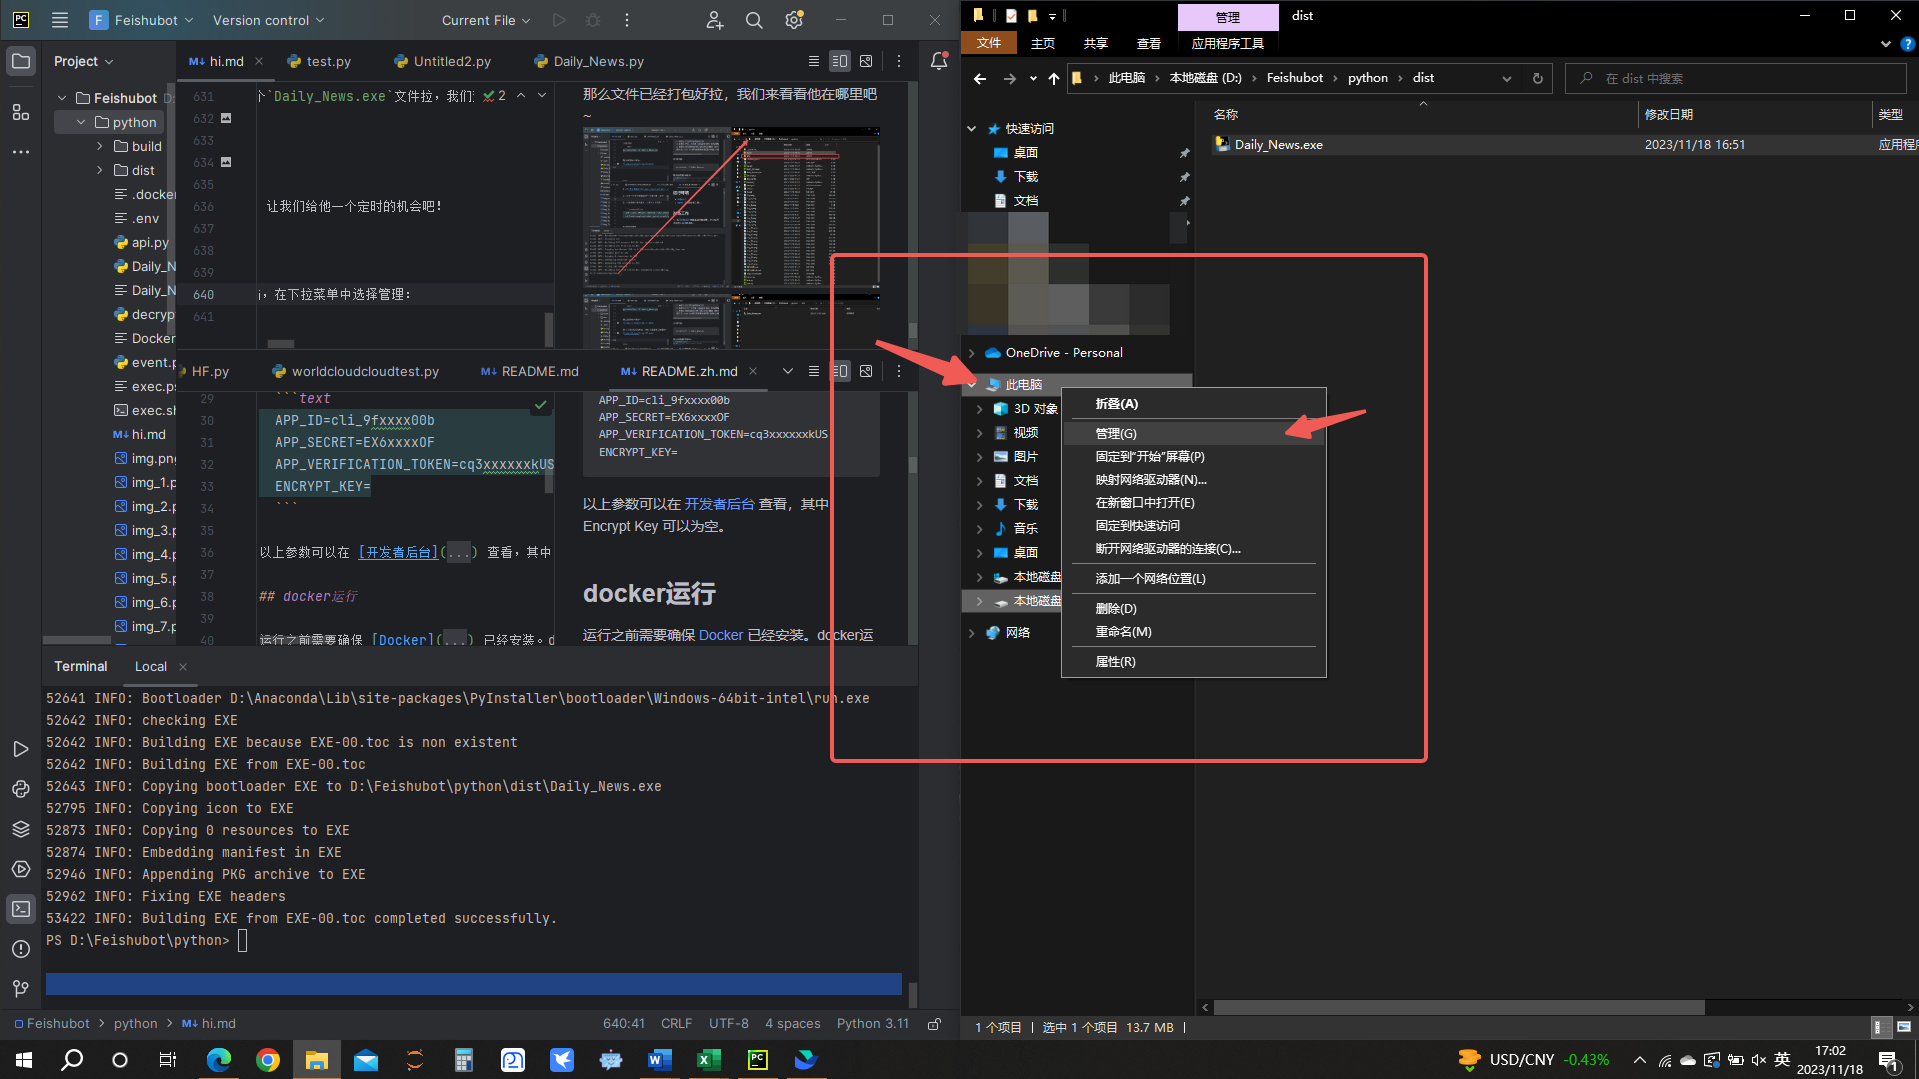 Feishubot
Version control
Current File
Project
hi.md
test.py
Untitled2.py
Daily_News.py
Feishubot
python
build
dist
.docker
.env
api.py
Daily_N
Daily_N
decryp
Docker
event.p
exec.ps
exec.sh
hi.md
img.png
img_1.p
img_2.p
img_3.p
img_4.p
img_5.p
img_6.p
img_7.p
631 个`Daily_News.exe`文件拉，我们 2
632
633
634
635
636 让我们给他一个定时的机会吧！
637
638
639
640 ，在下拉菜单中选择管理：
641
那么文件已经打包好拉，我们来看看他在哪里吧
~
HF.py
worldcloudcloudtest.py
README.md
README.zh.md
29 ```text
30 APP_ID=cli_9fxxxx00b
31 APP_SECRET=EX6xxxxOF
32 APP_VERIFICATION_TOKEN=cq3xxxxxxkUS
33 ENCRYPT_KEY=
34 ```
35
36 以上参数可以在 [开发者后台](...) 查看，其中
37
38 ## docker运行
39
40 运行之前需要确保 [Docker](...) 已经安装。d
APP_ID=cli_9fxxxx00b
APP_SECRET=EX6xxxxOF
APP_VERIFICATION_TOKEN=cq3xxxxxxkUS
ENCRYPT_KEY=
以上参数可以在 开发者后台 查看，其中
Encrypt Key 可以为空。
docker运行
运行之前需要确保 Docker 已经安装。docker运
Terminal
Local
52641 INFO: Bootloader D:\Anaconda\Lib\site-packages\PyInstaller\bootloader\Windows-64bit-intel\run.exe
52642 INFO: checking EXE
52642 INFO: Building EXE because EXE-00.toc is non existent
52642 INFO: Building EXE from EXE-00.toc
52643 INFO: Copying bootloader EXE to D:\Feishubot\python\dist\Daily_News.exe
52795 INFO: Copying icon to EXE
52873 INFO: Copying 0 resources to EXE
52874 INFO: Embedding manifest in EXE
52946 INFO: Appending PKG archive to EXE
52962 INFO: Fixing EXE headers
53422 INFO: Building EXE from EXE-00.toc completed successfully.
PS D:\Feishubot\python>
Feishubot > python > hi.md
640:41 CRLF UTF-8 4 spaces Python 3.11
管理
dist
文件
主页
共享
查看
应用程序工具
此电脑 > 本地磁盘 (D:) > Feishubot > python > dist
在 dist 中搜索
名称
修改日期
类型
Daily_News.exe
2023/11/18 16:51
应用程序
快速访问
桌面
下载
文档
OneDrive - Personal
此电脑
3D 对象
视频
图片
文档
下载
音乐
桌面
本地磁盘
本地磁盘
网络
折叠(A)
管理(G)
固定到"开始"屏幕(P)
映射网络驱动器(N)...
在新窗口中打开(E)
固定到快速访问
断开网络驱动器的连接(C)...
添加一个网络位置(L)
删除(D)
重命名(M)
属性(R)
1 个项目
选中 1 个项目 13.7 MB
USD/CNY -0.43%
英
17:02
2023/11/18
1